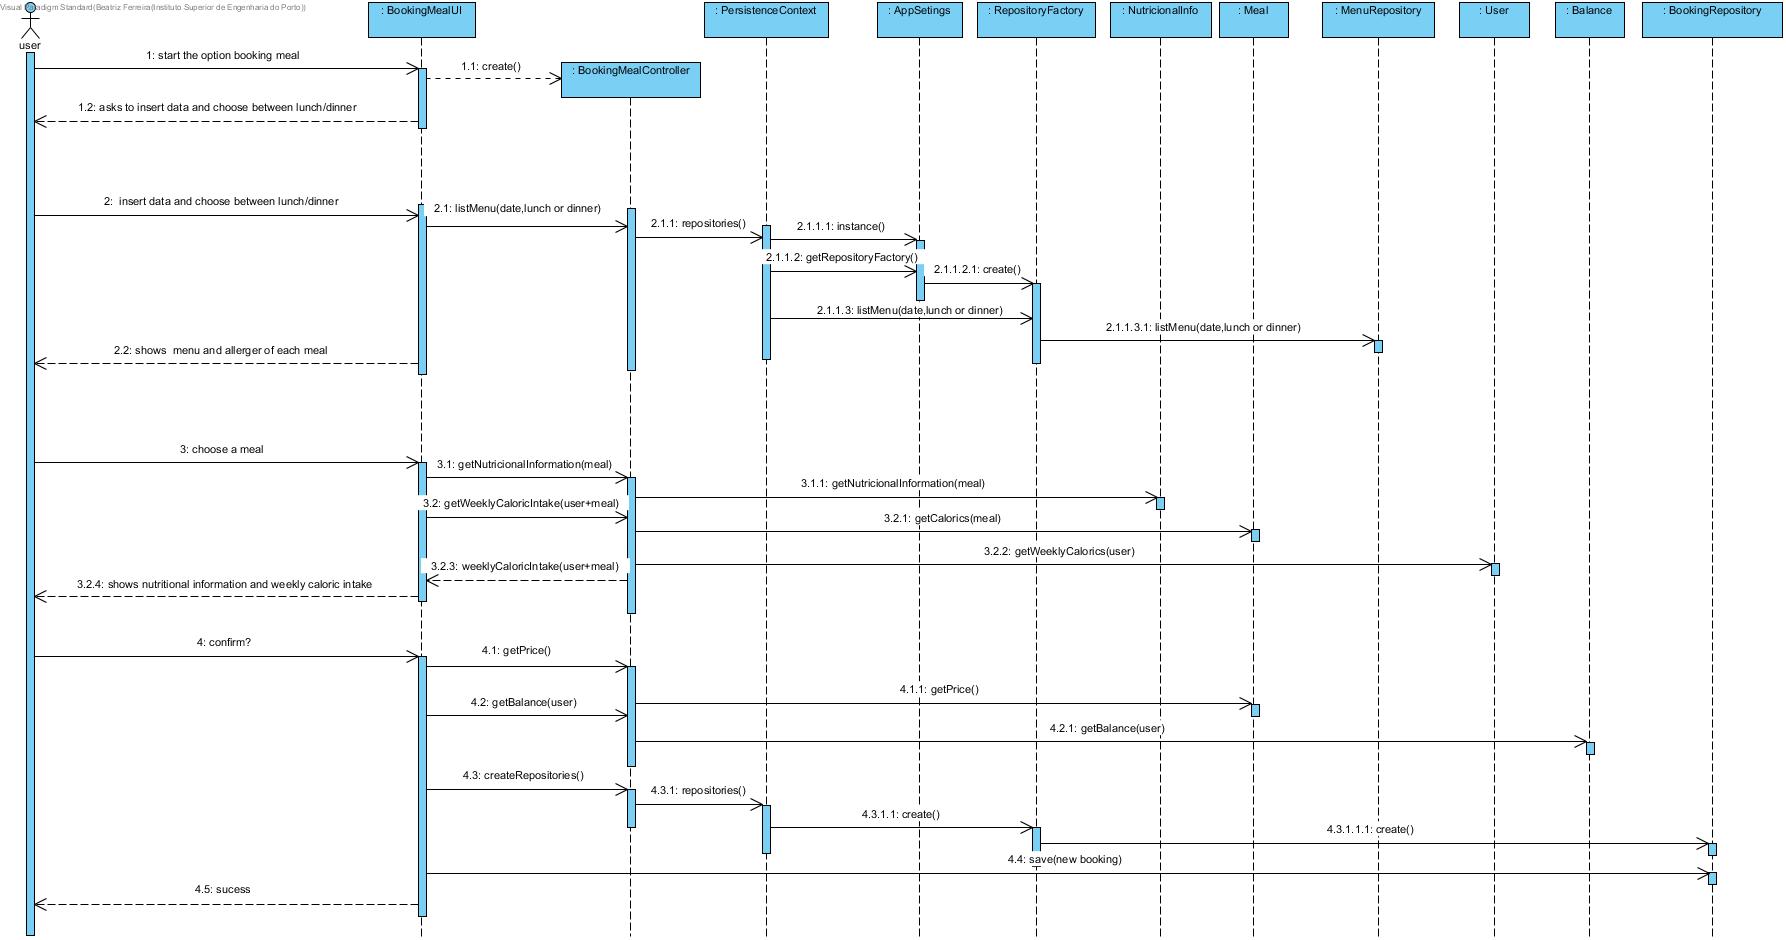 Visual Paradigm Standard(Beatriz Ferreira(Instituto Superior de Engenharia do Porto))
user
: BookingMealUI
: PersistenceContext
: AppSetings
: RepositoryFactory
: NutricionalInfo
: Meal
: MenuRepository
: User
: Balance
: BookingRepository
1: start the option booking meal
1.1: create()
: BookingMealController
1.2: asks to insert data and choose between lunch/dinner
2:  insert data and choose between lunch/dinner
2.1: listMenu(date,lunch or dinner)
2.1.1: repositories()
2.1.1.1: instance()
2.1.1.2: getRepositoryFactory()
2.1.1.2.1: create()
2.1.1.3: listMenu(date,lunch or dinner)
2.1.1.3.1: listMenu(date,lunch or dinner)
2.2: shows  menu and allerger of each meal
3: choose a meal
3.1: getNutricionalInformation(meal)
3.1.1: getNutricionalInformation(meal)
3.2: getWeeklyCaloricIntake(user+meal)
3.2.1: getCalorics(meal)
3.2.2: getWeeklyCalorics(user)
3.2.3: weeklyCaloricIntake(user+meal)
3.2.4: shows nutritional information and weekly caloric intake
4: confirm?
4.1: getPrice()
4.1.1: getPrice()
4.2: getBalance(user)
4.2.1: getBalance(user)
4.3: createRepositories()
4.3.1: repositories()
4.3.1.1: create()
4.3.1.1.1: create()
4.4: save(new booking)
4.5: sucess